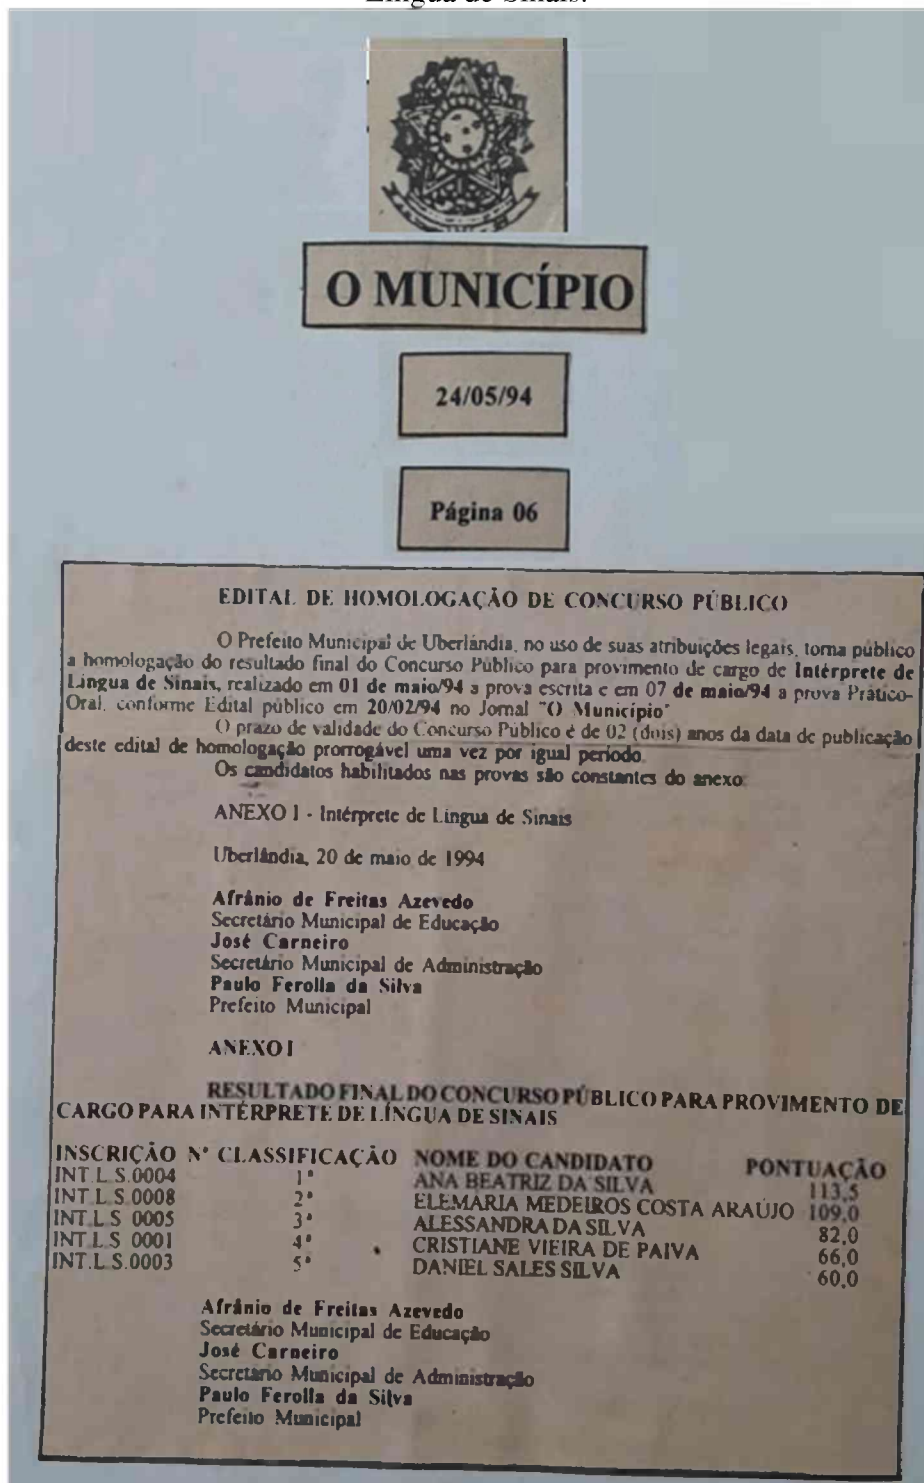 Língua de Sinais.
O MUNICÍPIO
24/05/94
Página 06
EDITAL DE HOMOLOGAÇÃO DE CONCURSO PÚBLICO
O Prefeito Municipal de Uberlândia, no uso de suas atribuições legais, torna público
a homologação do resultado final do Concurso Público para provimento de cargo de Intérprete de
Língua de Sinais, realizado em 01 de maio/94 a prova escrita e em 07 de maio/94 a prova Prático-
Oral, conforme Edital público em 20/02/94 no Jornal "O Município"
O prazo de validade do Concurso Público é de 02 (dois) anos da data de publicação
deste edital de homologação prorrogável uma vez por igual período.
Os candidatos habilitados nas provas são constantes do anexo.
ANEXO I - Intérprete de Língua de Sinais
Uberlândia, 20 de maio de 1994
Afrânio de Freitas Azevedo
Secretário Municipal de Educação
José Carneiro
Secretário Municipal de Administração
Paulo Ferolla da Silva
Prefeito Municipal
ANEXO I
RESULTADO FINAL DO CONCURSO PÚBLICO PARA PROVIMENTO DE
CARGO PARA INTÉRPRETE DE LÍNGUA DE SINAIS
INSCRIÇÃO Nº CLASSIFICAÇÃO NOME DO CANDIDATO PONTUAÇÃO
INT.L.S.0004 1ª ANA BEATRIZ DA SILVA 113,5
INT.L.S.0008 2ª ELEMARIA MEDEIROS COSTA ARAÚJO 109,0
INT.L.S 0005 3ª ALESSANDRA DA SILVA 82,0
INT.L.S 0001 4ª CRISTIANE VIEIRA DE PAIVA 66,0
INT.L.S.0003 5ª DANIEL SALES SILVA 60,0
Afrânio de Freitas Azevedo
Secretário Municipal de Educação
José Carneiro
Secretário Municipal de Administração
Paulo Ferolla da Silva
Prefeito Municipal